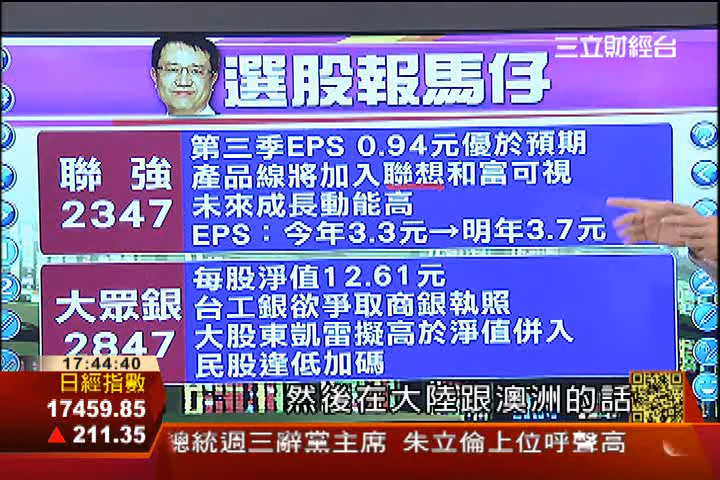 三立財經台
選股報馬仔
聯強
2347
第三季EPS 0.94元優於預期
產品線將加入聯想和富可視
未來成長動能高
EPS：今年3.3元→明年3.7元
大眾銀
2847
每股淨值12.61元
台工銀欲爭取商銀執照
大股東凱雷擬高於淨值併入
民股逢低加碼
17:44:40
日經指數
17459.85
▲ 211.35
然後在大陸跟澳洲的話
總統週三辭黨主席 朱立倫上位呼聲高